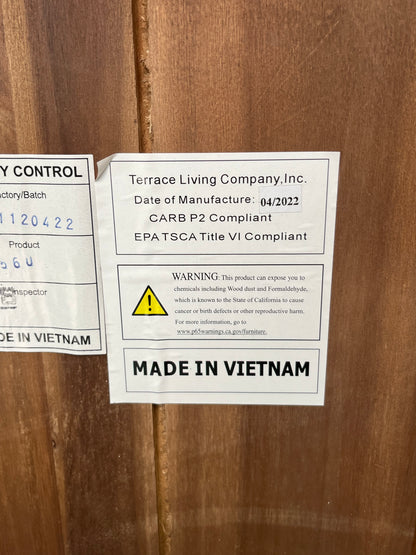 Y CONTROL
actory/Batch
1120422
Product
60
Inspector
DE IN VIETNAM
Terrace Living Company,Inc.
Date of Manufacture: 04/2022
CARB P2 Compliant
EPA TSCA Title VI Compliant
WARNING: This product can expose you to
chemicals including Wood dust and Formaldehyde,
which is known to the State of California to cause
cancer or birth defects or other reproductive harm.
For more information, go to
www.p65warnings.ca.gov/furniture.
MADE IN VIETNAM